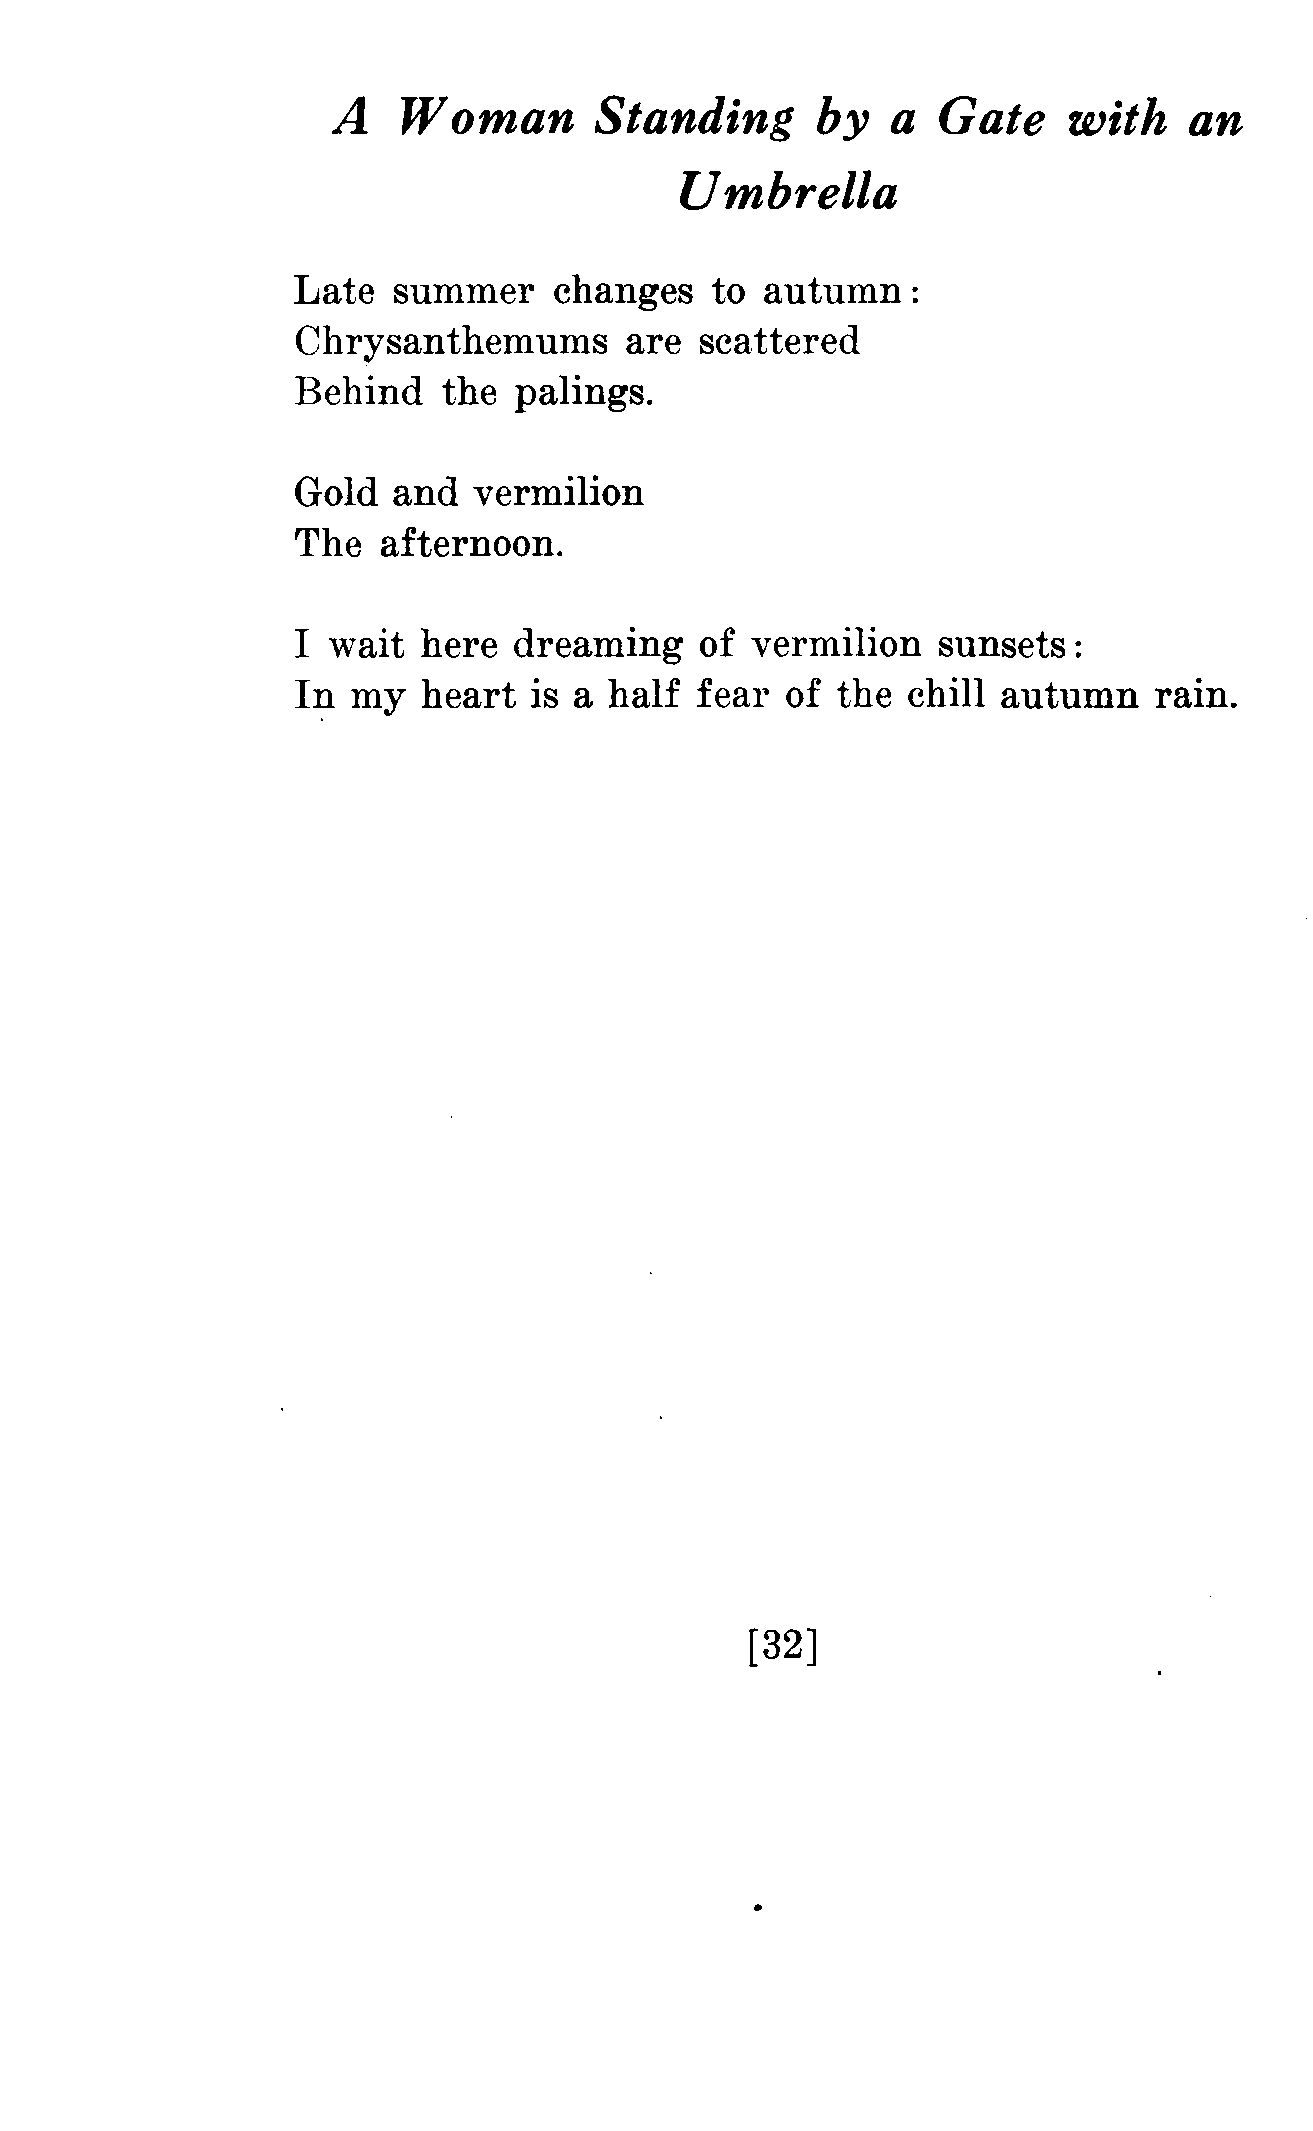 A Woman Standing by a Gate with an
Umbrella
Late summer changes to autumn:
Chrysanthemums are scattered
Behind the palings.
Gold and vermilion
The afternoon.
I wait here dreaming of vermilion sunsets:
In my heart is a half fear of the chill autumn rain.
[32]